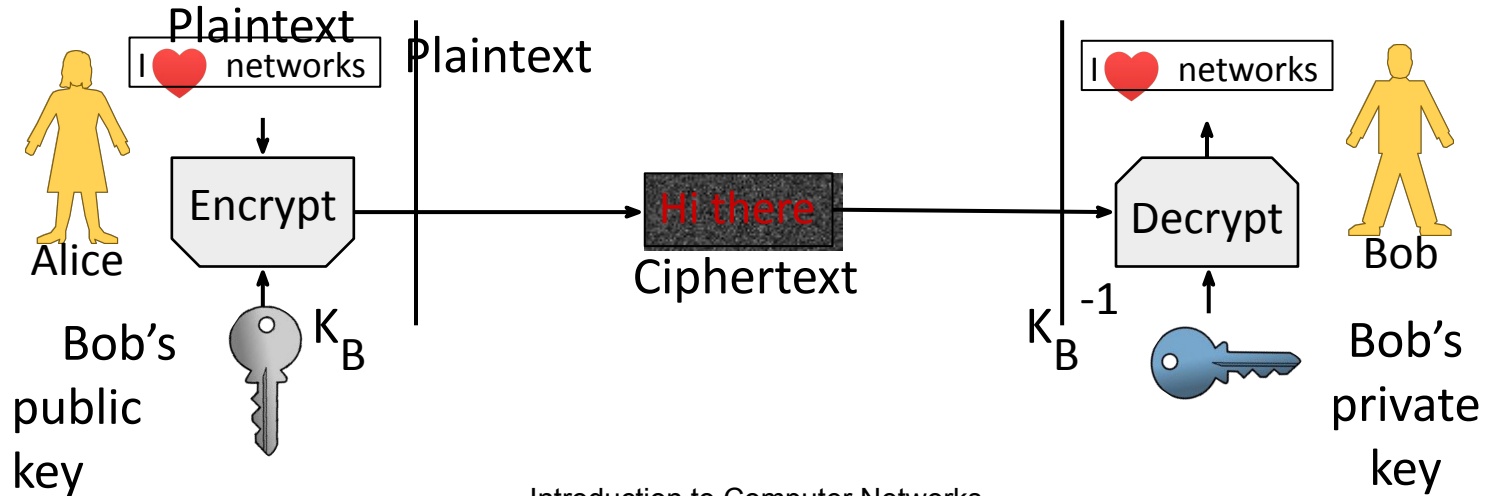 Plaintext
Plaintext
I ❤ networks
I ❤ networks
Encrypt
Hi there
Decrypt
Alice
Ciphertext
Bob
Bob's
public
key
K B
K B -1
Bob's
private
key
Introduction to Computer Networks